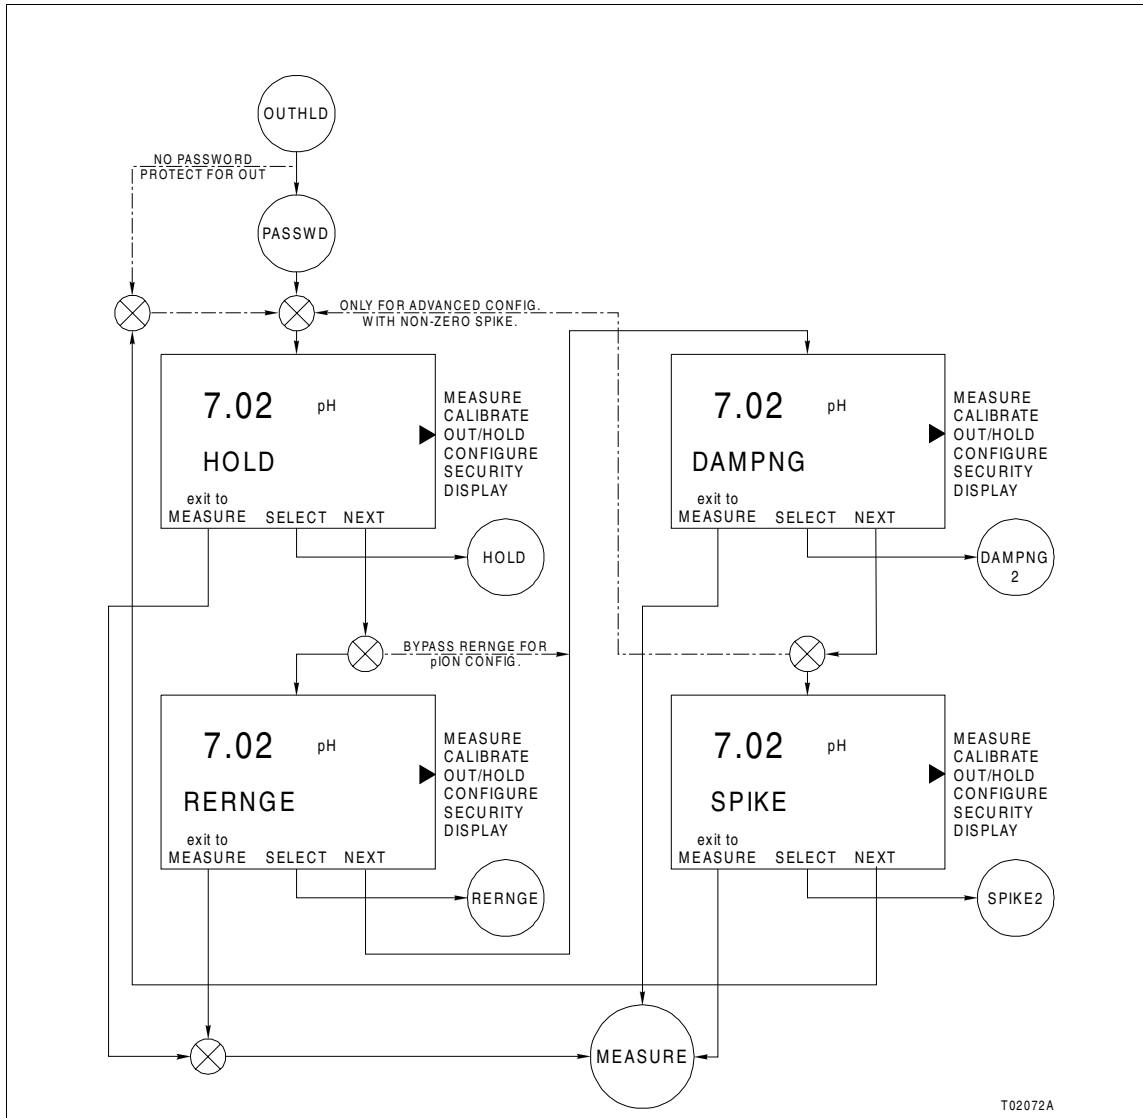 OUTHLD
NO PASSWORD
PROTECT FOR OUT
PASSWD
ONLY FOR ADVANCED CONFIG.
WITH NON-ZERO SPIKE.
7.02 pH
HOLD
exit to
MEASURE SELECT NEXT
MEASURE
CALIBRATE
OUT/HOLD
CONFIGURE
SECURITY
DISPLAY
HOLD
7.02 pH
DAMPNG
exit to
MEASURE SELECT NEXT
MEASURE
CALIBRATE
OUT/HOLD
CONFIGURE
SECURITY
DISPLAY
DAMPNG
2
BYPASS RERNGE FOR
pION CONFIG.
7.02 pH
RERNGE
exit to
MEASURE SELECT NEXT
MEASURE
CALIBRATE
OUT/HOLD
CONFIGURE
SECURITY
DISPLAY
RERNGE
7.02 pH
SPIKE
exit to
MEASURE SELECT NEXT
MEASURE
CALIBRATE
OUT/HOLD
CONFIGURE
SECURITY
DISPLAY
SPIKE2
MEASURE
T02072A